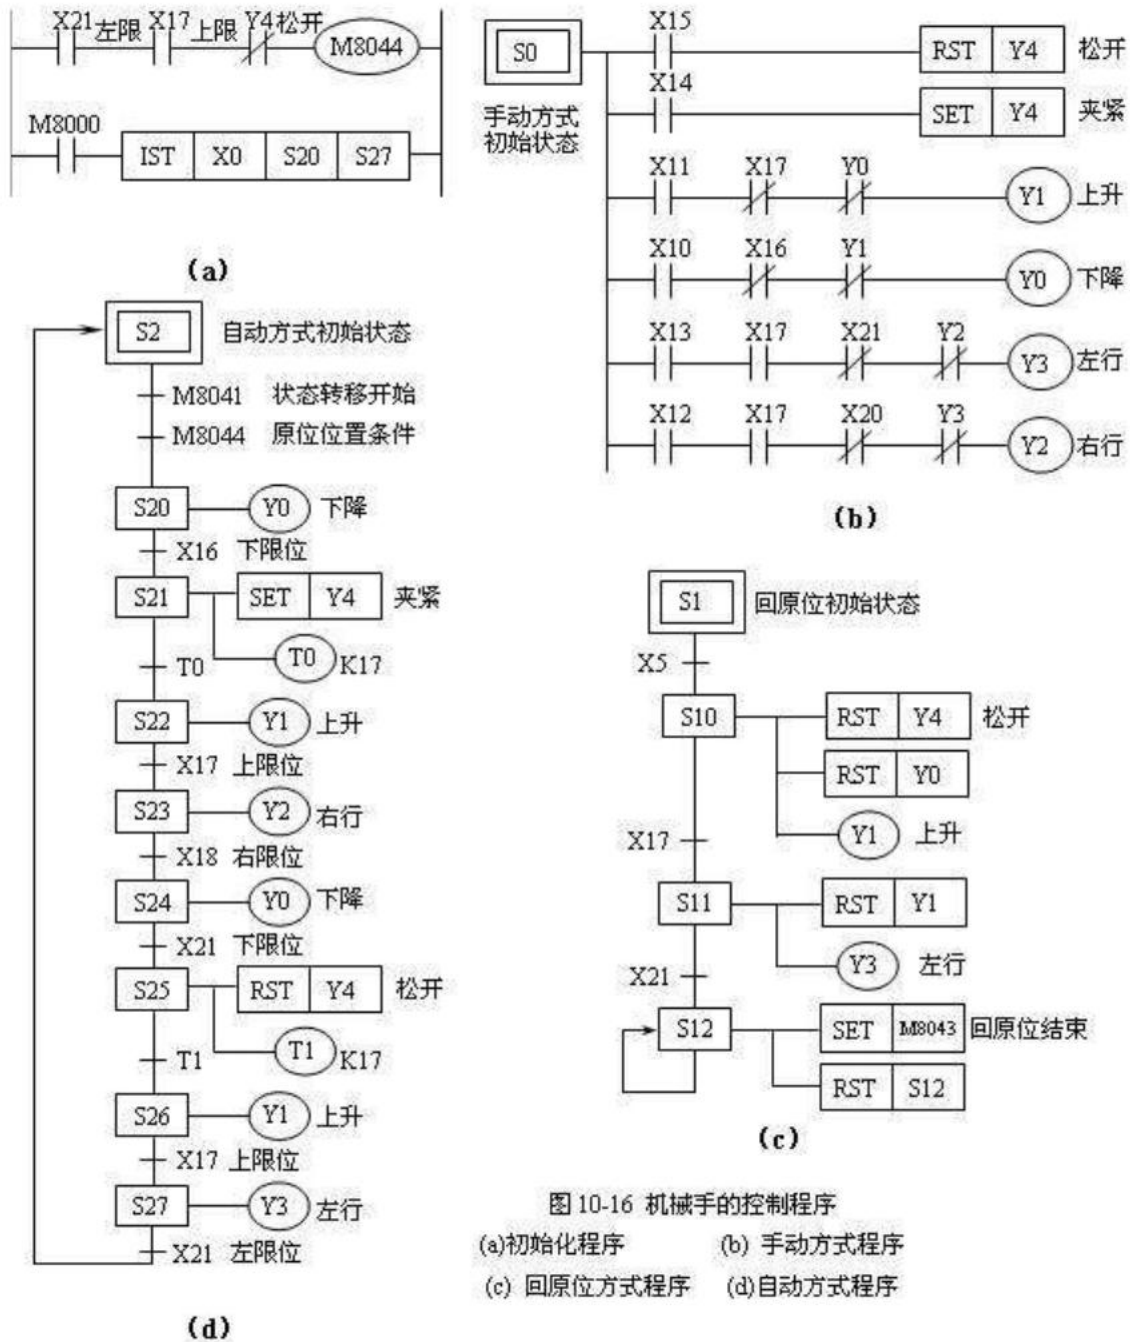 X21 左限 X17 上限 Y4 松开 M8044
M8000
IST X0 S20 S27
(a)
S0
手动方式
初始状态
X15 RST Y4 松开
X14 SET Y4 夹紧
X11 X17 Y0 Y1 上升
X10 X16 Y1 Y0 下降
X13 X17 X21 Y2 Y3 左行
X12 X17 X20 Y3 Y2 右行
(b)
S2 自动方式初始状态
M8041 状态转移开始
M8044 原位位置条件
S20 Y0 下降
X16 下限位
S21 SET Y4 夹紧
T0 K17
T0
S22 Y1 上升
X17 上限位
S23 Y2 右行
X18 右限位
S24 Y0 下降
X21 下限位
S25 RST Y4 松开
T1 K17
T1
S26 Y1 上升
X17 上限位
S27 Y3 左行
X21 左限位
(d)
S1 回原位初始状态
X5
S10 RST Y4 松开
RST Y0
Y1 上升
X17
S11 RST Y1
Y3 左行
X21
S12 SET M8043 回原位结束
RST S12
(c)
图 10-16 机械手的控制程序
(a)初始化程序 (b) 手动方式程序
(c) 回原位方式程序 (d)自动方式程序